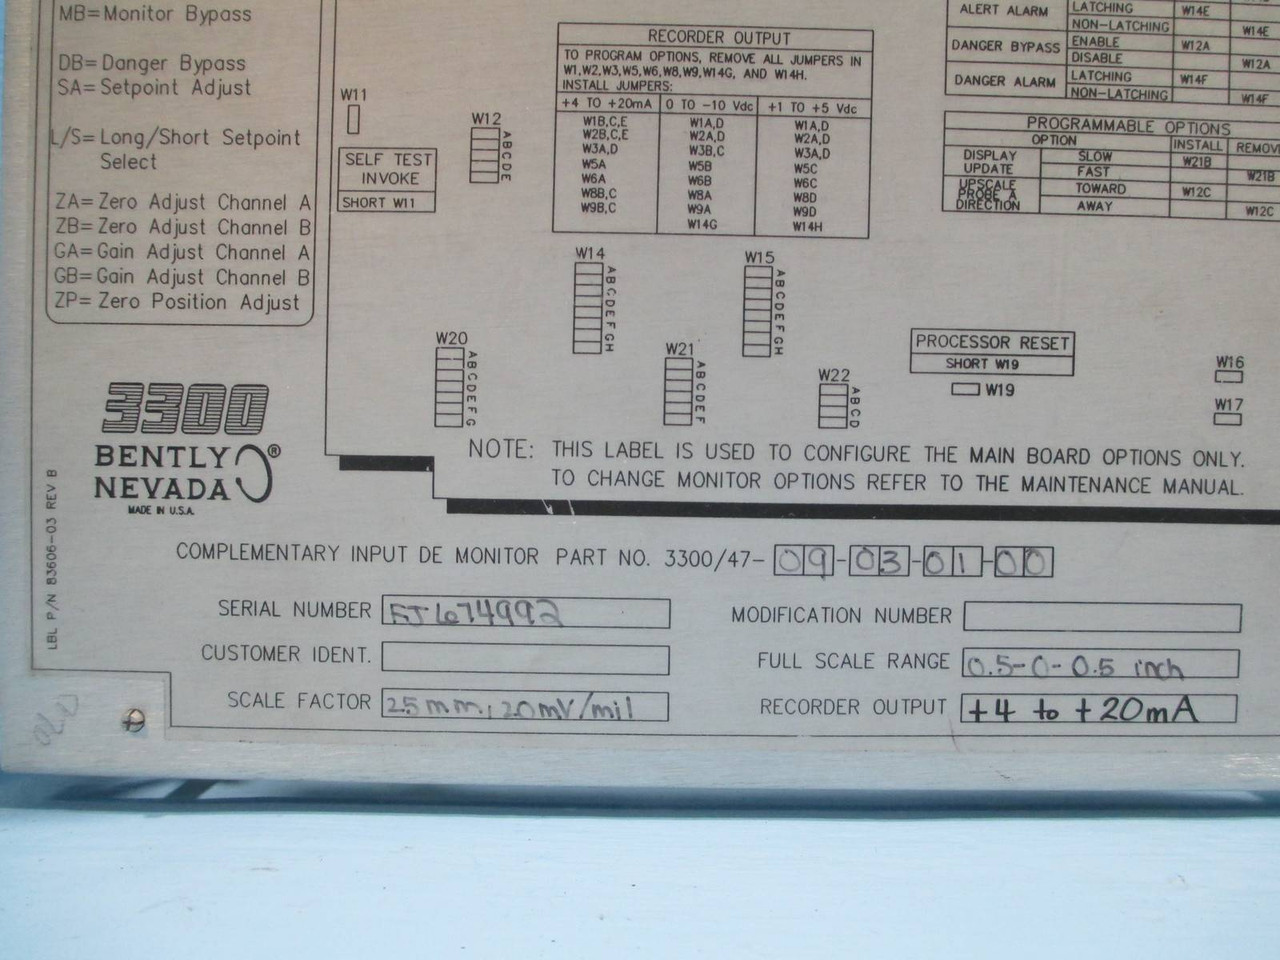 MB= Monitor Bypass
DB= Danger Bypass
SA= Setpoint Adjust
L/S= Long/Short Setpoint
Select
ZA= Zero Adjust Channel A
ZB= Zero Adjust Channel B
GA= Gain Adjust Channel A
GB= Gain Adjust Channel B
ZP= Zero Position Adjust
W11
SELF TEST
INVOKE
SHORT W11
W12
A B C D E
RECORDER OUTPUT
TO PROGRAM OPTIONS, REMOVE ALL JUMPERS IN
W1,W2,W3,W5,W6,W8,W9,W14G, AND W14H.
INSTALL JUMPERS:
+4 TO +20mA 0 TO -10 Vdc +1 TO +5 Vdc
W1B,C,E W1A,D W1A,D
W2B,C,E W2A,D W2A,D
W3A,D W3B,C W3A,D
W5A W5B W5C
W6A W6B W6C
W8B,C W8A W8D
W9B,C W9A W9D
W14G W14H
ALERT ALARM LATCHING W14E
NON-LATCHING W14E
DANGER BYPASS ENABLE W12A
DISABLE W12A
DANGER ALARM LATCHING W14F
NON-LATCHING W14F
PROGRAMMABLE OPTIONS
OPTION INSTALL REMOVE
DISPLAY UPDATE SLOW W21B
FAST W21B
UPSCALE PROBE A DIRECTION TOWARD W12C
AWAY W12C
W14
A B C D E F G H
W15
A B C D E F G H
W20
A B C D E F G
W21
A B C D E F
W22
A B C D
PROCESSOR RESET
SHORT W19
W19
W16
W17
NOTE: THIS LABEL IS USED TO CONFIGURE THE MAIN BOARD OPTIONS ONLY.
TO CHANGE MONITOR OPTIONS REFER TO THE MAINTENANCE MANUAL.
3300
BENTLY
NEVADA ®
MADE IN U.S.A.
LBL P/N 83606-03 REV B
COMPLEMENTARY INPUT DE MONITOR PART NO. 3300/47-09-03-01-00
SERIAL NUMBER 674992
MODIFICATION NUMBER
CUSTOMER IDENT.
FULL SCALE RANGE 0.5-0-0.5 inch
SCALE FACTOR 25mm, 20mV/mil
RECORDER OUTPUT +4 to +20mA